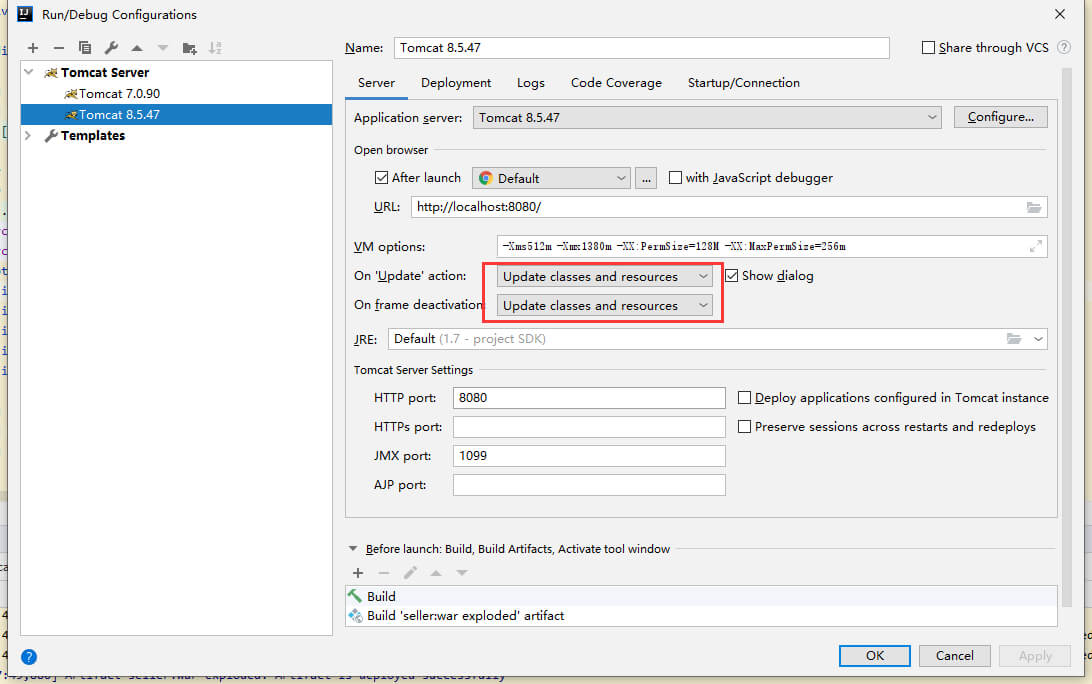 Run/Debug Configurations
Name: Tomcat 8.5.47
Share through VCS ?
Tomcat Server
Tomcat 7.0.90
Tomcat 8.5.47
Templates
Server Deployment Logs Code Coverage Startup/Connection
Application server: Tomcat 8.5.47 Configure...
Open browser
After launch Default ... with JavaScript debugger
URL: http://localhost:8080/
VM options: -Xms512m -Xmx1380m -XX:PermSize=128M -XX:MaxPermSize=256m
On 'Update' action: Update classes and resources Show dialog
On frame deactivation Update classes and resources
JRE: Default (1.7 - project SDK)
Tomcat Server Settings
HTTP port: 8080 Deploy applications configured in Tomcat instance
HTTPs port: Preserve sessions across restarts and redeploys
JMX port: 1099
AJP port:
Before launch: Build, Build Artifacts, Activate tool window
Build
Build 'seller:war exploded' artifact
? OK Cancel Apply